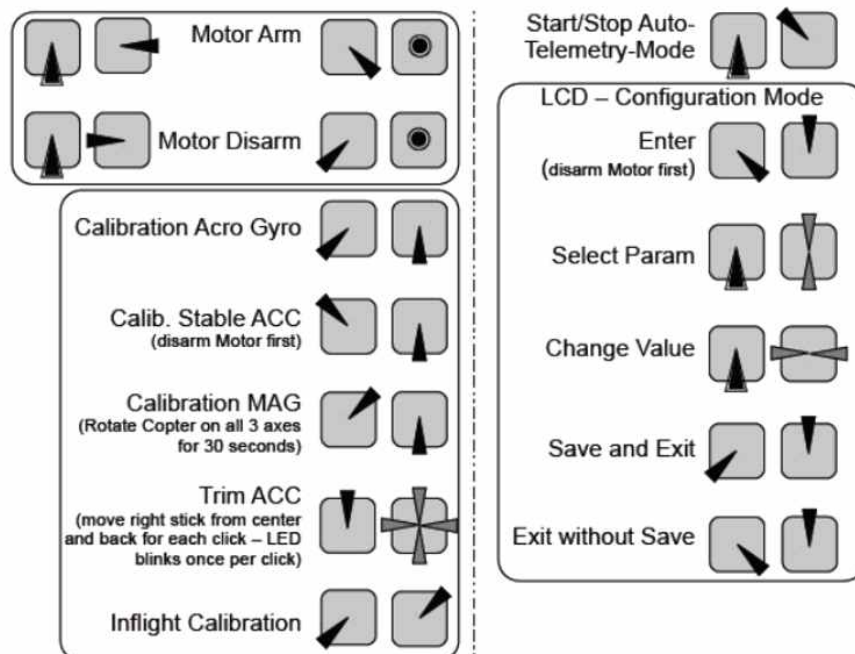 Motor Arm
Motor Disarm
Calibration Acro Gyro
Calib. Stable ACC
(disarm Motor first)
Calibration MAG
(Rotate Copter on all 3 axes
for 30 seconds)
Trim ACC
(move right stick from center
and back for each click – LED
blinks once per click)
Inflight Calibration
Start/Stop Auto-
Telemetry-Mode
LCD – Configuration Mode
Enter
(disarm Motor first)
Select Param
Change Value
Save and Exit
Exit without Save